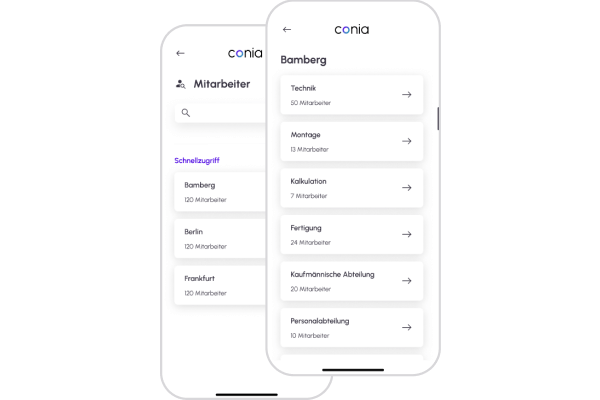 conia
Mitarbeiter
Schnellzugriff
Bamberg
120 Mitarbeiter
Berlin
120 Mitarbeiter
Frankfurt
120 Mitarbeiter
conia
Bamberg
Technik
50 Mitarbeiter
Montage
13 Mitarbeiter
Kalkulation
7 Mitarbeiter
Fertigung
24 Mitarbeiter
Kaufmännische Abteilung
20 Mitarbeiter
Personalabteilung
10 Mitarbeiter